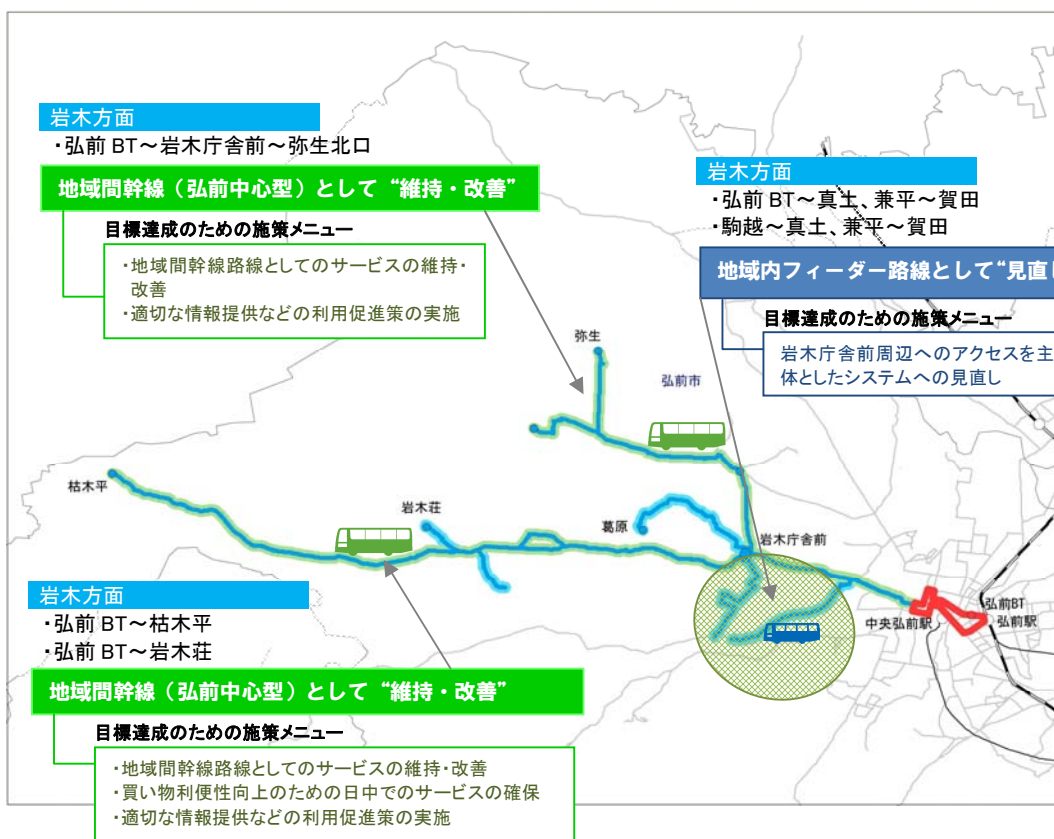 岩木方面
・弘前 BT～岩木庁舎前～弥生北口
地域間幹線（弘前中心型）として “維持・改善”
目標達成のための施策メニュー
・地域間幹線路線としてのサービスの維持・
改善
・適切な情報提供などの利用促進策の実施
岩木方面
・弘前 BT～真土、兼平～賀田
・駒越～真土、兼平～賀田
地域内フィーダー路線として“見直し
目標達成のための施策メニュー
岩木庁舎前周辺へのアクセスを主
体としたシステムへの見直し
弥生
弘前市
枯木平
岩木荘
葛原
岩木庁舎前
中央弘前駅
弘前BT
弘前駅
岩木方面
・弘前 BT～枯木平
・弘前 BT～岩木荘
地域間幹線（弘前中心型）として “維持・改善”
目標達成のための施策メニュー
・地域間幹線路線としてのサービスの維持・改善
・買い物利便性向上のための日中でのサービスの確保
・適切な情報提供などの利用促進策の実施